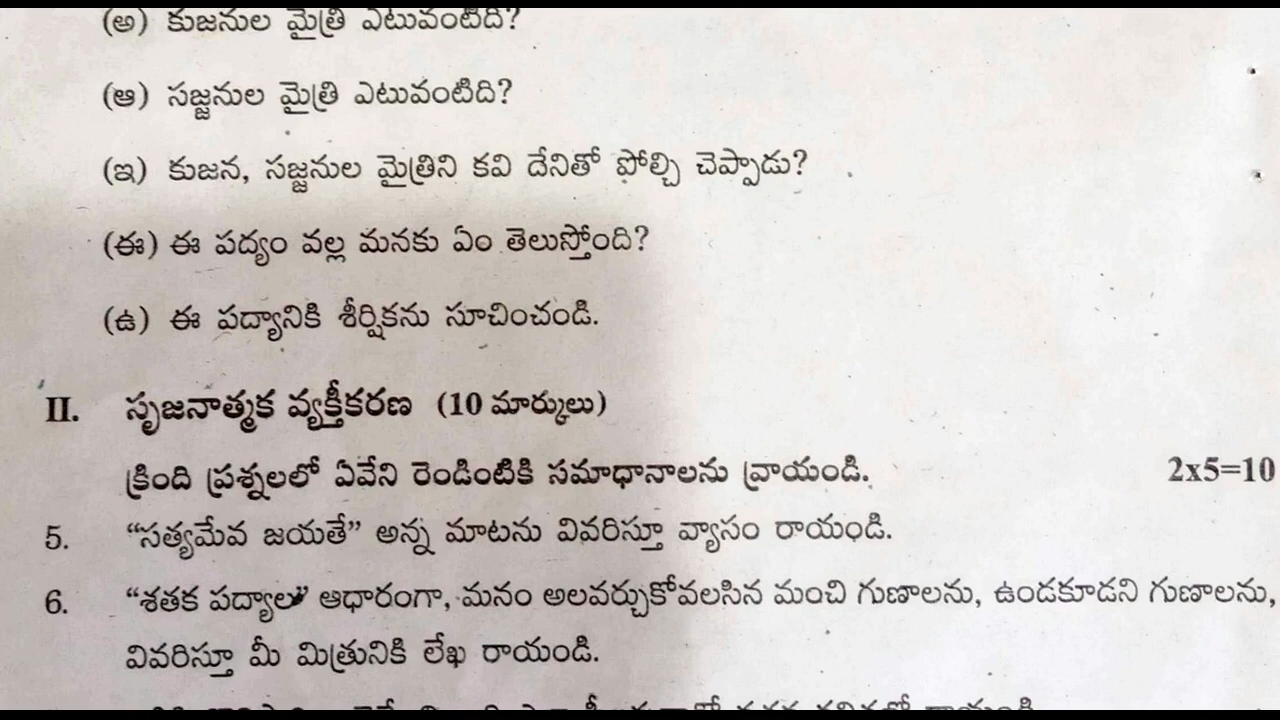 (అ) కుజనుల మైత్రి ఎటువంటిది?
(ఆ) సజ్జనుల మైత్రి ఎటువంటిది?
(ఇ) కుజన, సజ్జనుల మైత్రిని కవి దేనితో పోల్చి చెప్పాడు?
(ఈ) ఈ పద్యం వల్ల మనకు ఏం తెలుస్తోంది?
(ఉ) ఈ పద్యానికి శీర్షికను సూచించండి.
II. సృజనాత్మక వ్యక్తీకరణ (10 మార్కులు)
క్రింది ప్రశ్నలలో ఏవేని రెండింటికి సమాధానాలను వ్రాయండి. 2x5=10
5. “సత్యమేవ జయతే” అన్న మాటను వివరిస్తూ వ్యాసం రాయండి.
6. “శతక పద్యాల” ఆధారంగా, మనం అలవర్చుకోవలసిన మంచి గుణాలను, ఉండకూడని గుణాలను,
వివరిస్తూ మీ మిత్రునికి లేఖ రాయండి.